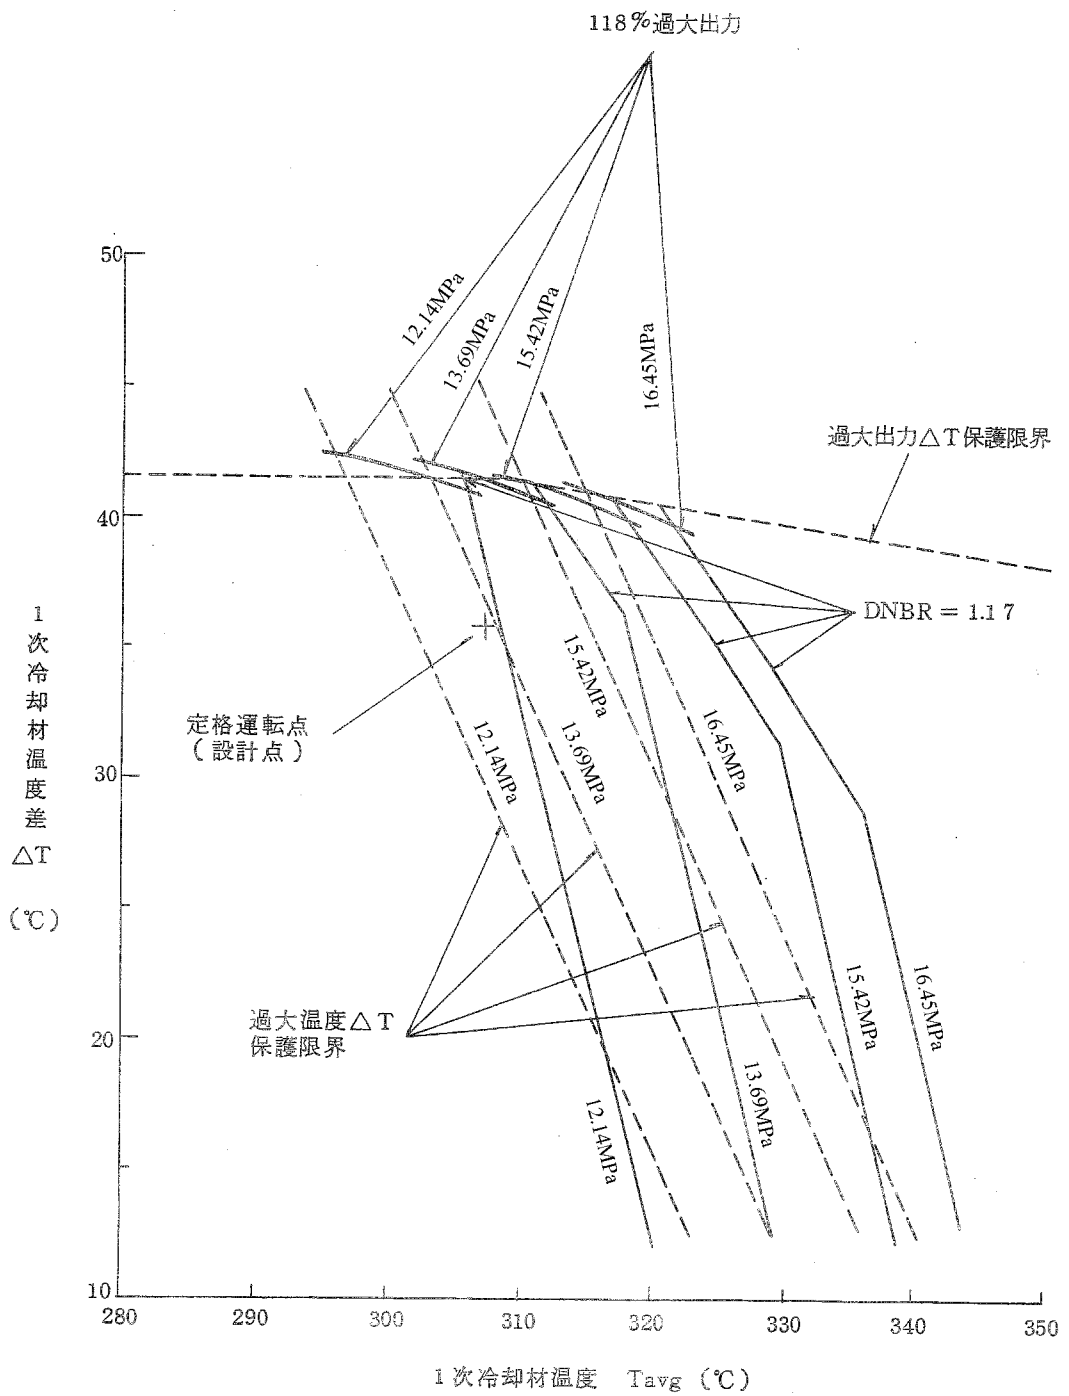 118%過大出力
50
12.14MPa
13.69MPa
15.42MPa
16.45MPa
過大出力△T保護限界
40
DNBR = 1.17
1次冷却材温度差
△T
(℃)
定格運転点
(設計点)
15.42MPa
16.45MPa
12.14MPa
13.69MPa
30
過大温度△T
保護限界
20
15.42MPa
16.45MPa
13.69MPa
12.14MPa
10
280
290
300
310
320
330
340
350
1次冷却材温度 Tavg (℃)